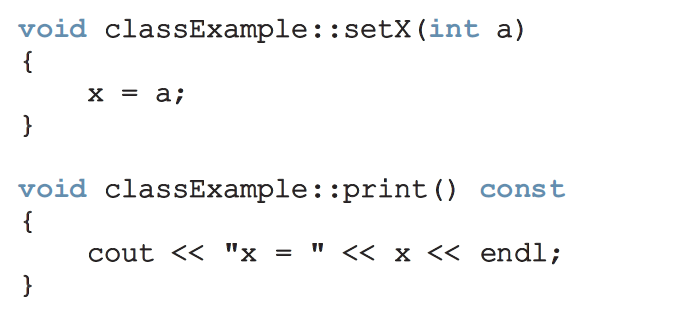 void classExample::setX(int a)
{
    x = a;
}

void classExample::print() const
{
    cout << "x = " << x << endl;
}